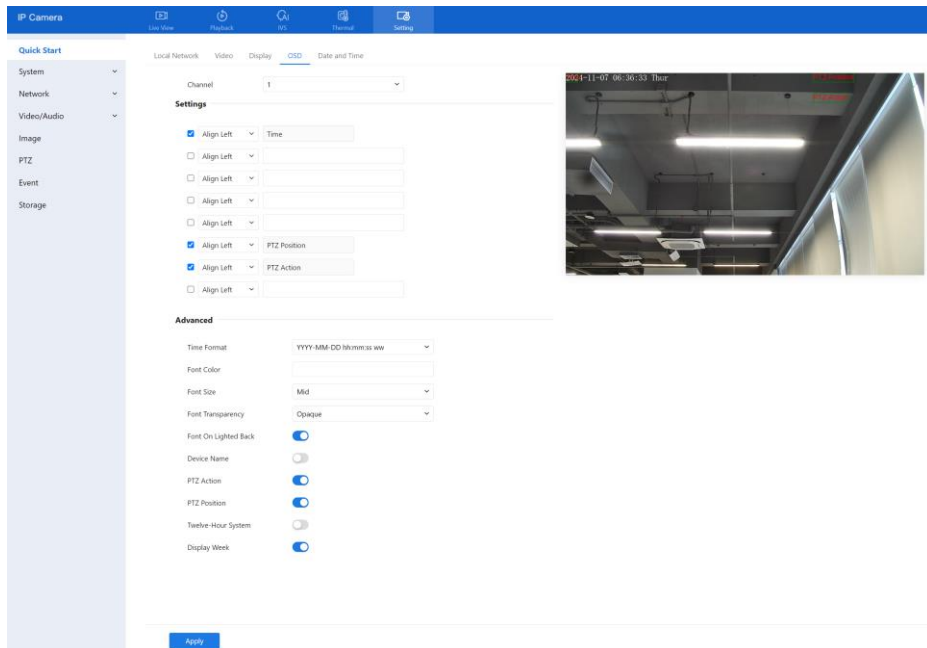 IP Camera
Live View Playback IVS Thermal Setting
Quick Start
System
Network
Video/Audio
Image
PTZ
Event
Storage
Local Network Video Display OSD Date and Time
Channel 1
Settings
Align Left Time
Align Left
Align Left
Align Left
Align Left
Align Left PTZ Position
Align Left PTZ Action
Align Left
2024-11-07 06:36:33 Thur
Advanced
Time Format YYYY-MM-DD hh:mm:ss ww
Font Color
Font Size Mid
Font Transparency Opaque
Font On Lighted Back
Device Name
PTZ Action
PTZ Position
Twelve-Hour System
Display Week
Apply